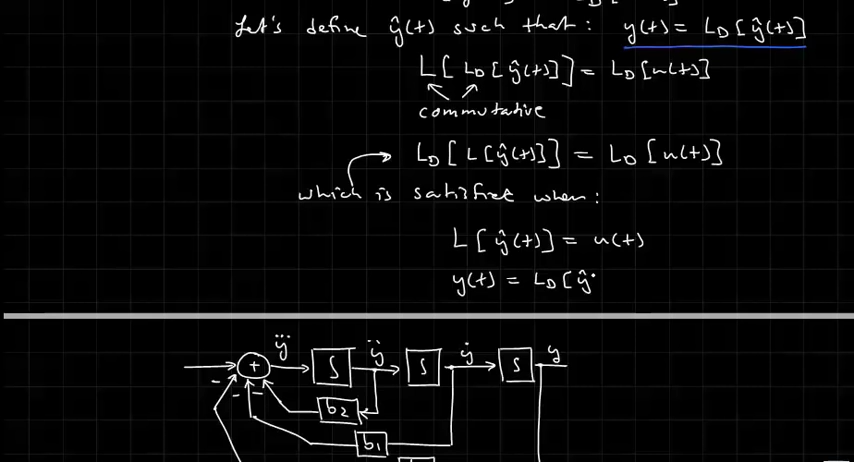 Let's define ŷ(t) such that: y(t) = L_D[ŷ(t)]
L[L_D[ŷ(t)]] = L_D[u(t)]
commutative
L_D[L[ŷ(t)]] = L_D[u(t)]
which is satisfied when:
L[ŷ(t)] = u(t)
y(t) = L_D[ŷ
+ y⃛ ∫ ÿ ∫ ẏ ∫ y
- - -
b₂
b₁